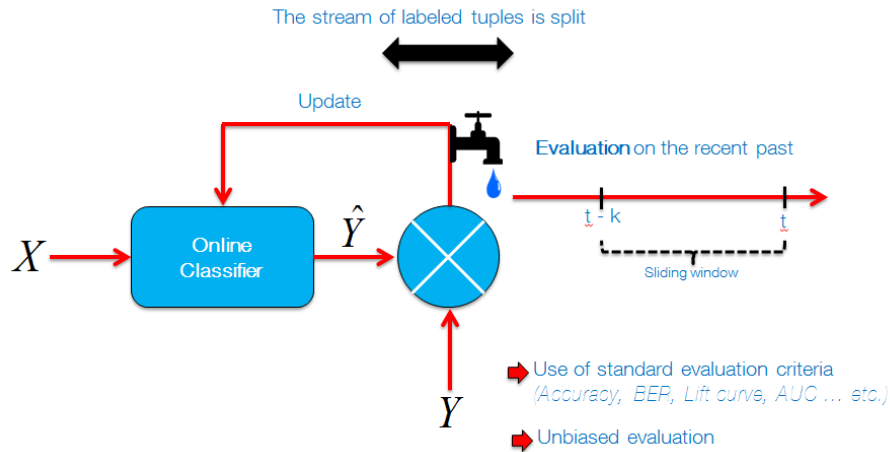 The stream of labeled tuples is split
Update
Evaluation on the recent past
t - k
t
Sliding window
X
Online
Classifier
Ŷ
Y
Use of standard evaluation criteria
(Accuracy, BER, Lift curve, AUC ... etc.)
Unbiased evaluation